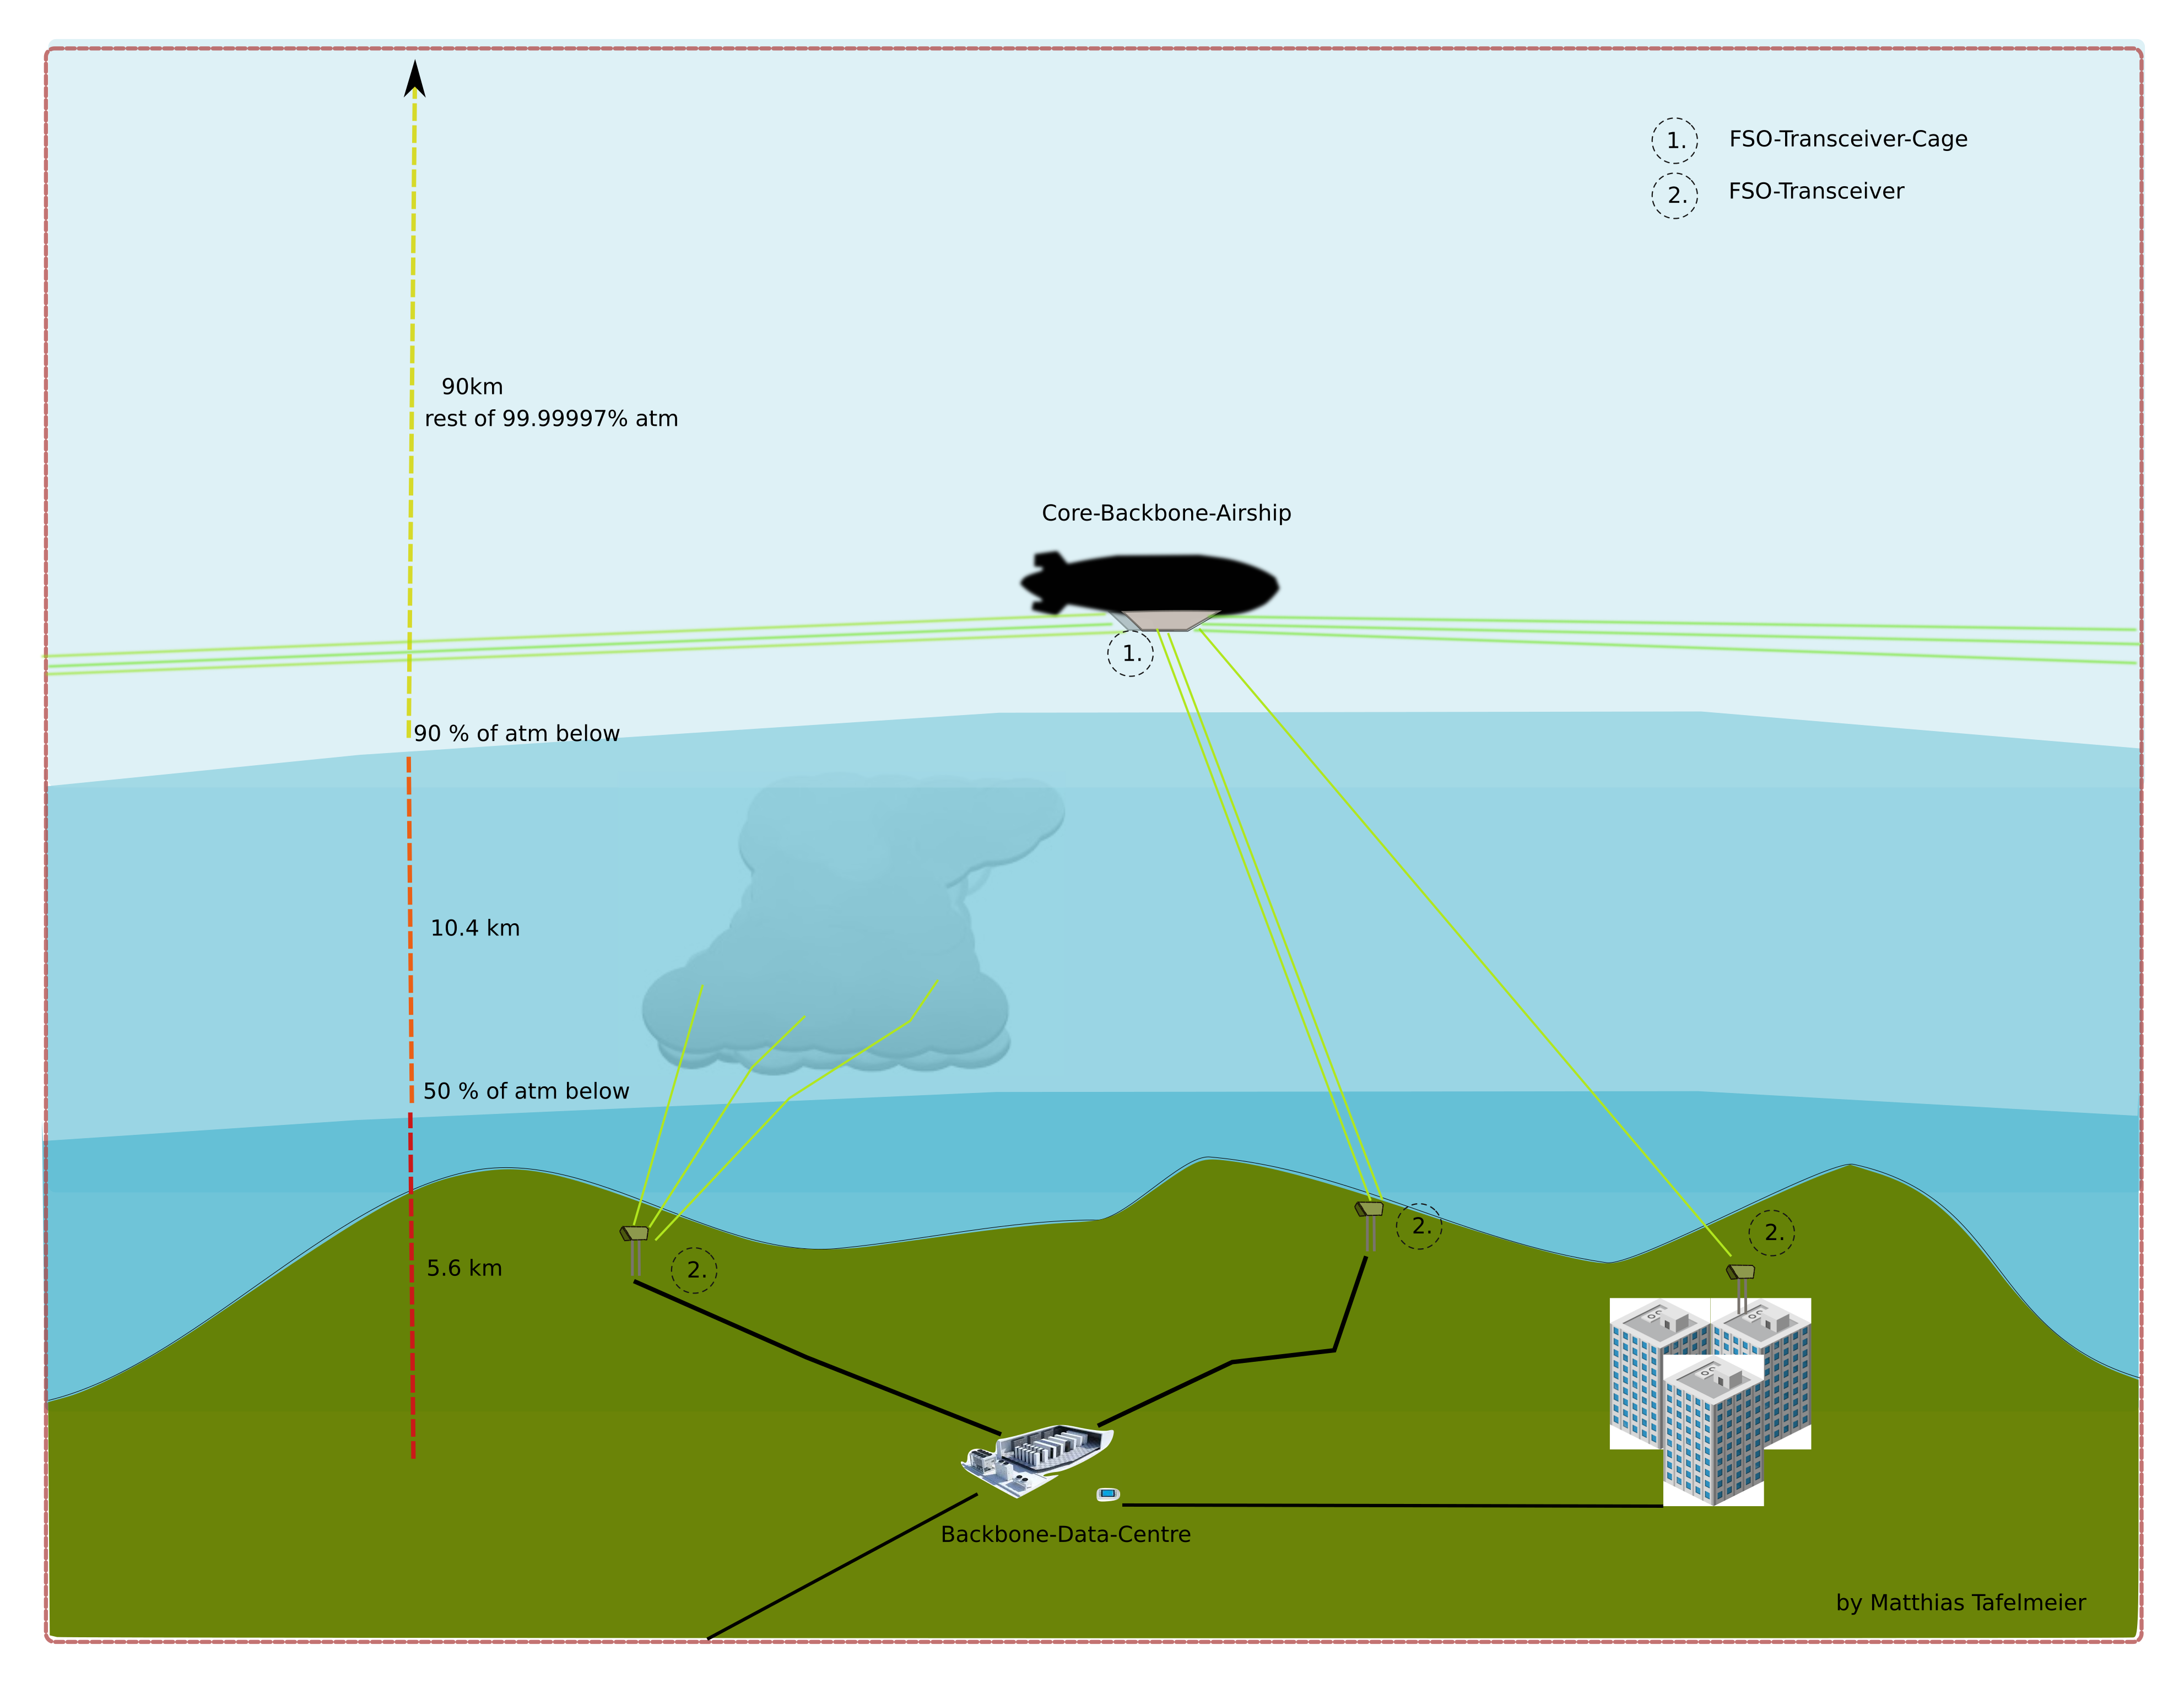 1. FSO-Transceiver-Cage
2. FSO-Transceiver
90km
rest of 99.99997% atm
Core-Backbone-Airship
1.
90 % of atm below
10.4 km
50 % of atm below
2.
2.
5.6 km
2.
Backbone-Data-Centre
by Matthias Tafelmeier